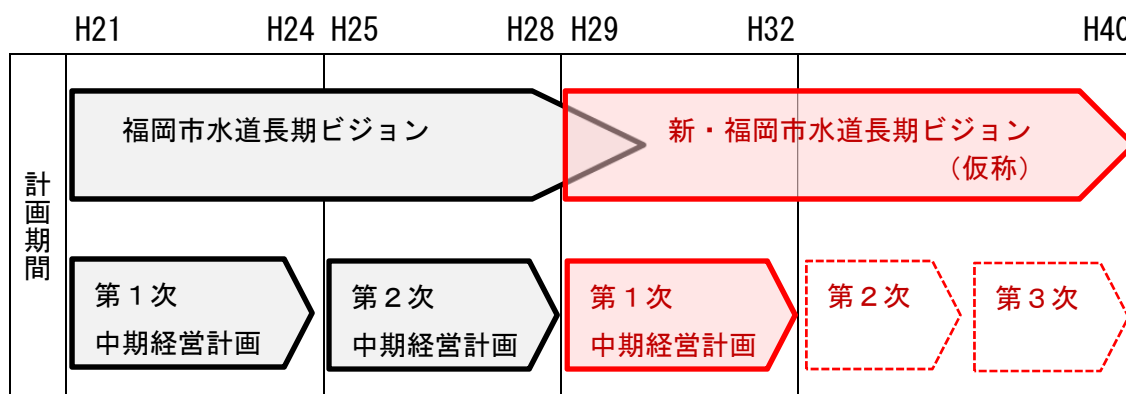 H21 H24 H25 H28 H29 H32 H40
計画期間
福岡市水道長期ビジョン
新・福岡市水道長期ビジョン
（仮称）
第１次
中期経営計画
第２次
中期経営計画
第１次
中期経営計画
第２次
第３次